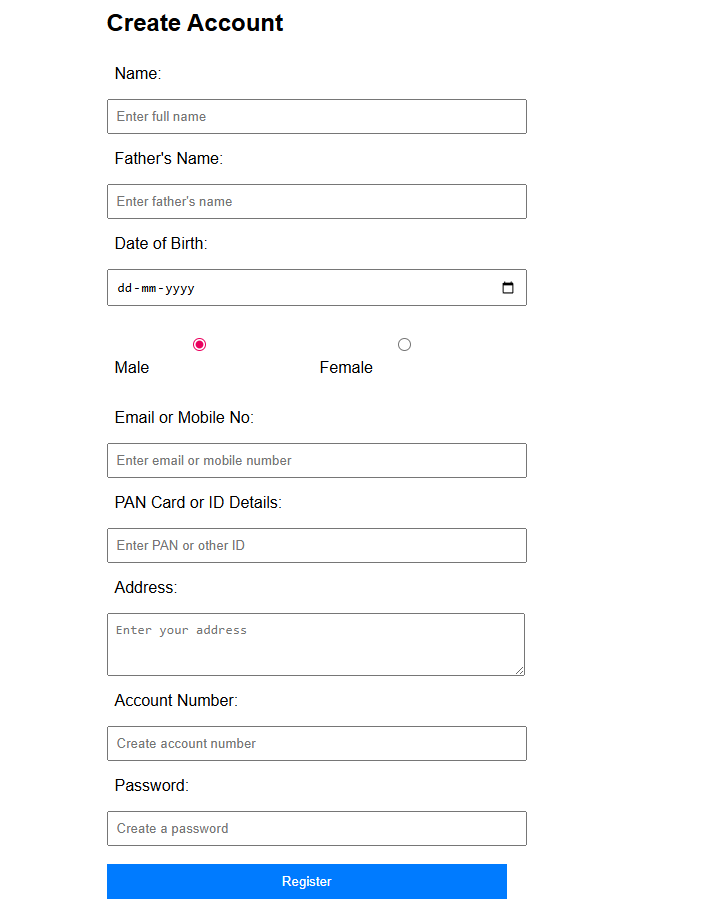 Create Account
Name:
Enter full name
Father's Name:
Enter father's name
Date of Birth:
dd-mm-yyyy
Male Female
Email or Mobile No:
Enter email or mobile number
PAN Card or ID Details:
Enter PAN or other ID
Address:
Enter your address
Account Number:
Create account number
Password:
Create a password
Register